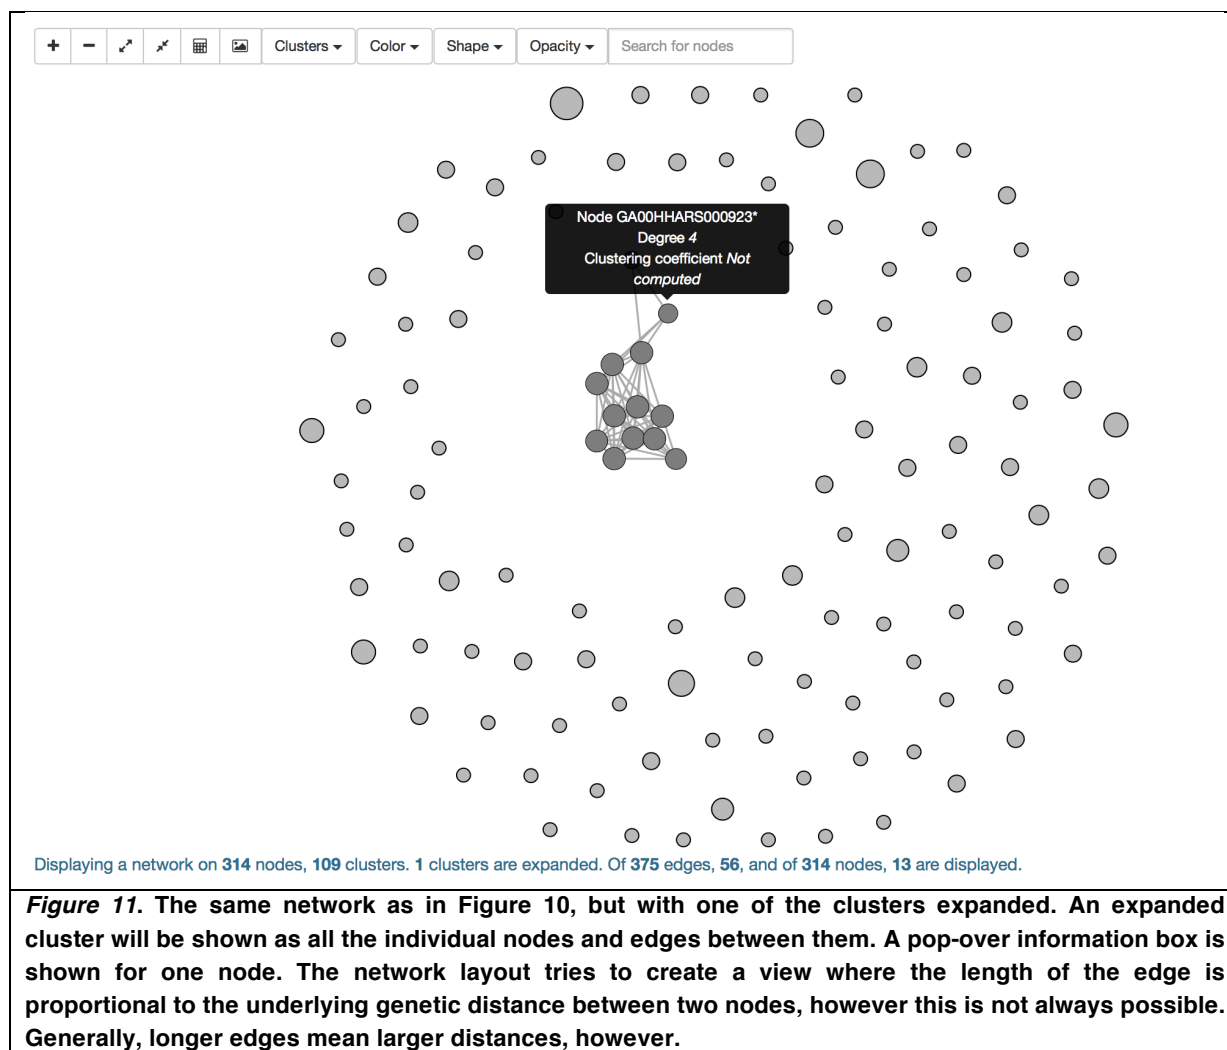 Clusters
Color
Shape
Opacity
Search for nodes
Node GA00HHARS000923*
Degree 4
Clustering coefficient Not
computed
Displaying a network on 314 nodes, 109 clusters. 1 clusters are expanded. Of 375 edges, 56, and of 314 nodes, 13 are displayed.
Figure 11. The same network as in Figure 10, but with one of the clusters expanded. An expanded
cluster will be shown as all the individual nodes and edges between them. A pop-over information box is
shown for one node. The network layout tries to create a view where the length of the edge is
proportional to the underlying genetic distance between two nodes, however this is not always possible.
Generally, longer edges mean larger distances, however.